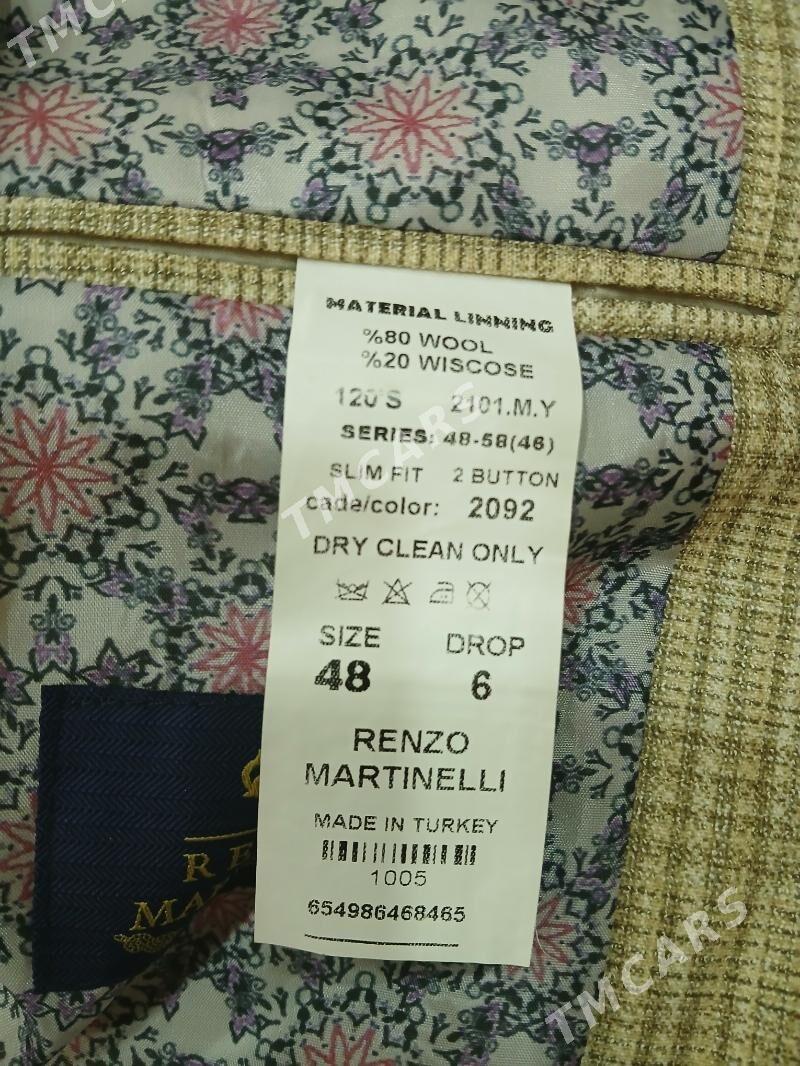 TMCARS
MATERIAL LINNING
%80 WOOL
%20 WISCOSE
120'S 2101.M.Y
SERIES: 48-58(46)
SLIM FIT 2 BUTTON
cade/color: 2092
TMCARS
DRY CLEAN ONLY
SIZE DROP
48 6
RENZO
MARTINELLI
MADE IN TURKEY
1005
654986468465
TMCARS